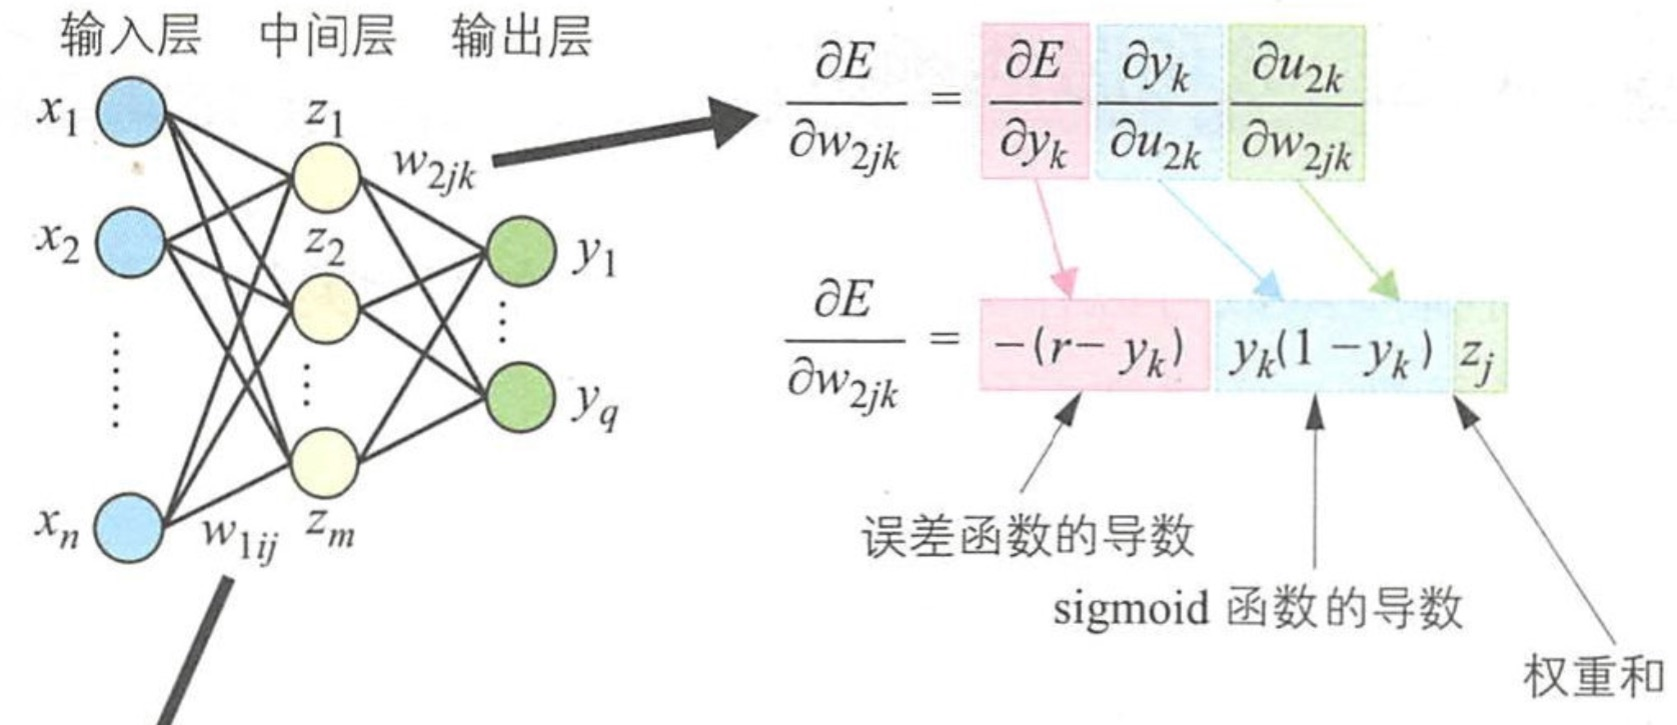 输入层 中间层 输出层
x₁ z₁ w₂ⱼₖ
x₂ z₂ y₁
⋮
xₙ w₁ᵢⱼ zₘ y_q
∂E/∂w₂ⱼₖ = ∂E/∂yₖ ∂yₖ/∂u₂ₖ ∂u₂ₖ/∂w₂ⱼₖ
∂E/∂w₂ⱼₖ = −(r− yₖ) yₖ(1 −yₖ) zⱼ
误差函数的导数
sigmoid 函数的导数
权重和